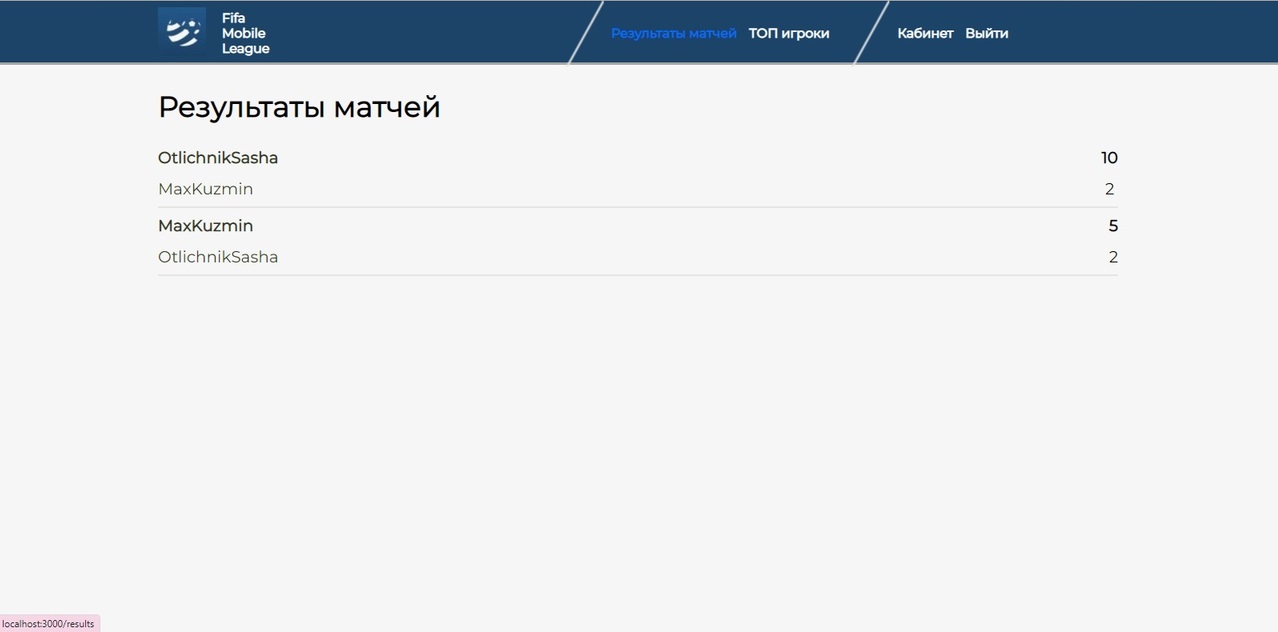 Fifa
Mobile
League
Результаты матчей ТОП игроки Кабинет Выйти
Результаты матчей
OtlichnikSasha 10
MaxKuzmin 2
MaxKuzmin 5
OtlichnikSasha 2
localhost:3000/results